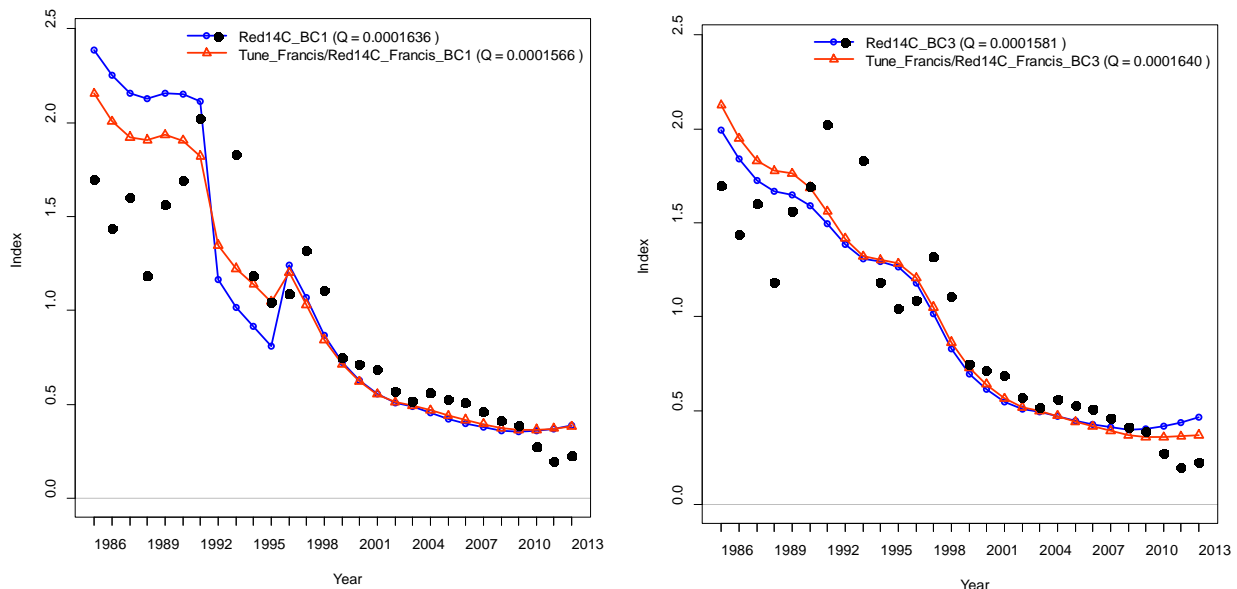 Red14C_BC1 (Q = 0.0001636 )
Tune_Francis/Red14C_Francis_BC1 (Q = 0.0001566 )
Index
2.5
2.0
1.5
1.0
0.5
0.0
1986 1989 1992 1995 1998 2001 2004 2007 2010 2013
Year
Red14C_BC3 (Q = 0.0001581 )
Tune_Francis/Red14C_Francis_BC3 (Q = 0.0001640 )
Index
2.5
2.0
1.5
1.0
0.5
0.0
1986 1989 1992 1995 1998 2001 2004 2007 2010 2013
Year